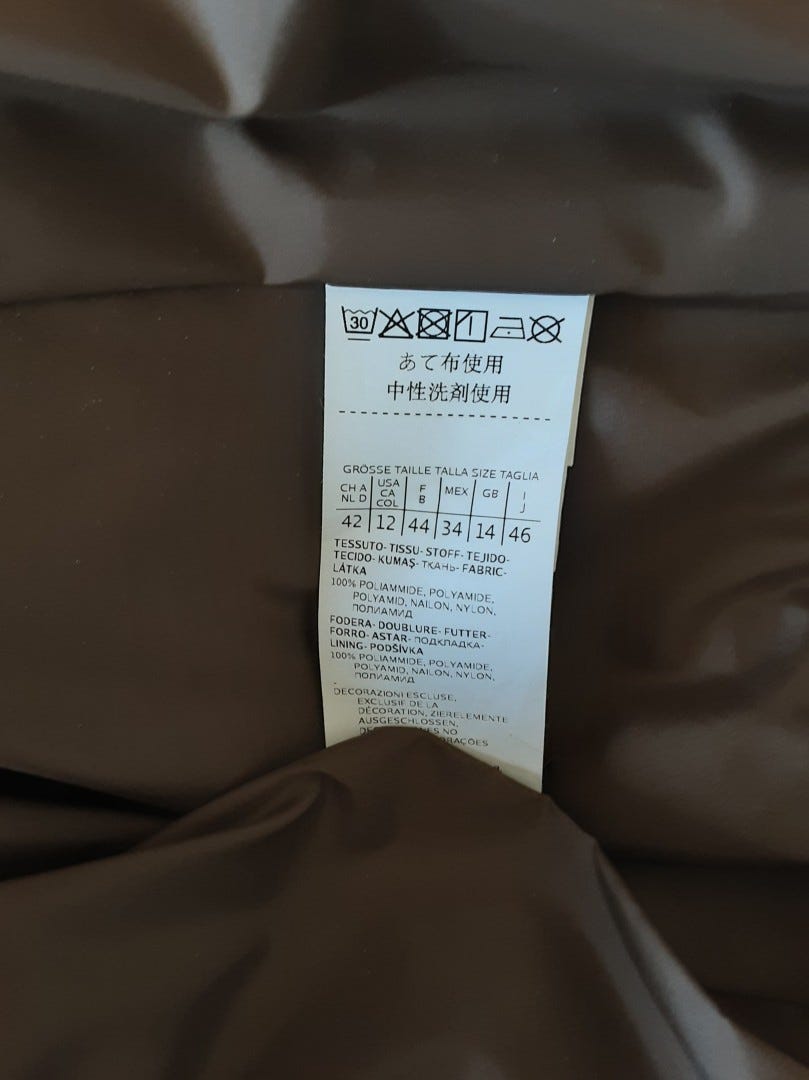 30
あて布使用
中性洗剤使用
GRÖSSE TAILLE TALLA SIZE TAGLIA
CH A NL D USA CA COL F B MEX GB I J
42 12 44 34 14 46
TESSUTO- TISSU- STOFF- TEJIDO-
TECIDO- KUMAŞ- ТКАНЬ- FABRIC-
LÁTKA
100% POLIAMMIDE, POLYAMIDE,
POLYAMID, NAILON, NYLON,
ПОЛИАМИД
FODERA- DOUBLURE- FUTTER-
FORRO- ASTAR- ПОДКЛАДКА-
LINING- PODŠÍVKA
100% POLIAMMIDE, POLYAMIDE,
POLYAMID, NAILON, NYLON,
ПОЛИАМИД
DECORAZIONI ESCLUSE,
EXCLUSIF DE LA
DÉCORATION, ZIERELEMENTE
AUSGESCHLOSSEN,
NO